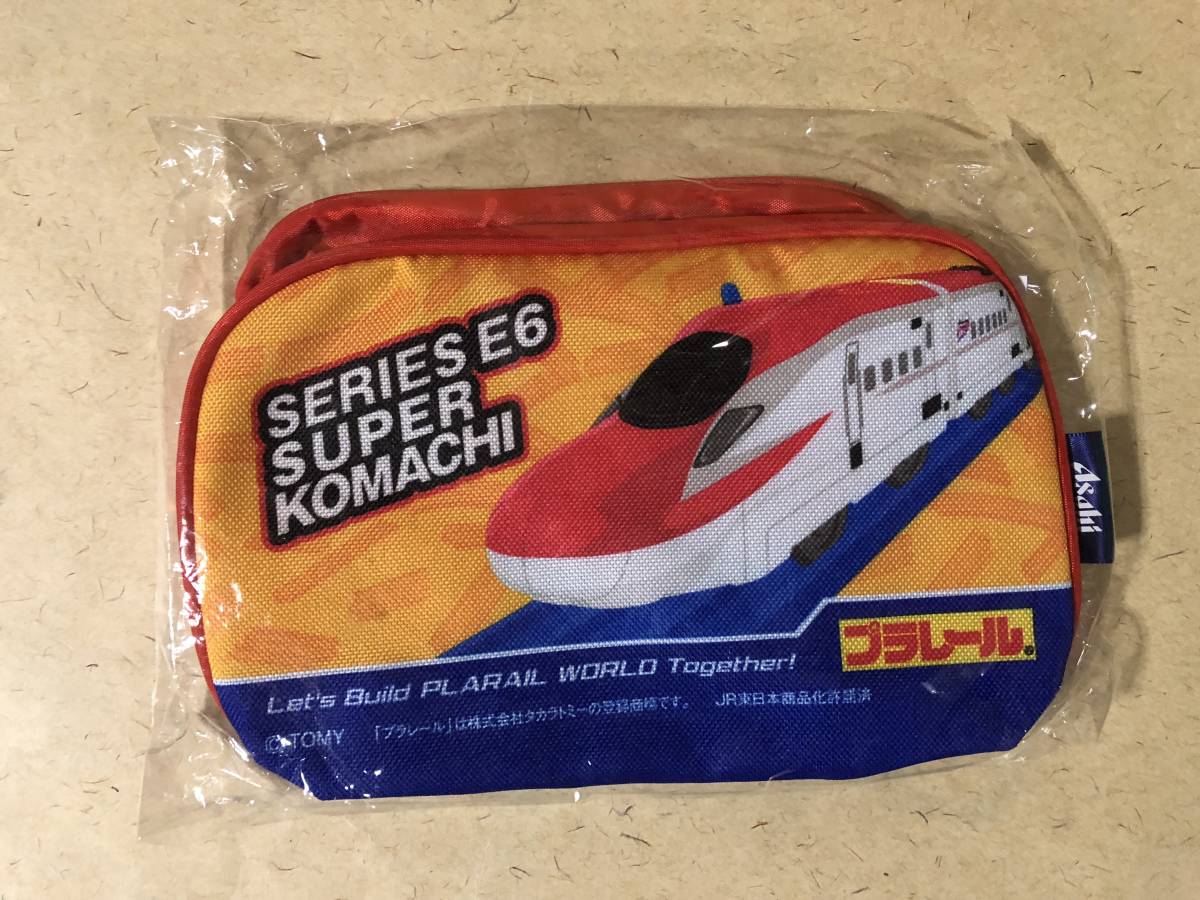 SERIES E6
SUPER
KOMACHI
Asahi
プラレール
Let's Build PLARAIL WORLD Together!
© TOMY 「プラレール」は株式会社タカラトミーの登録商標です。 JR東日本商品化許諾済